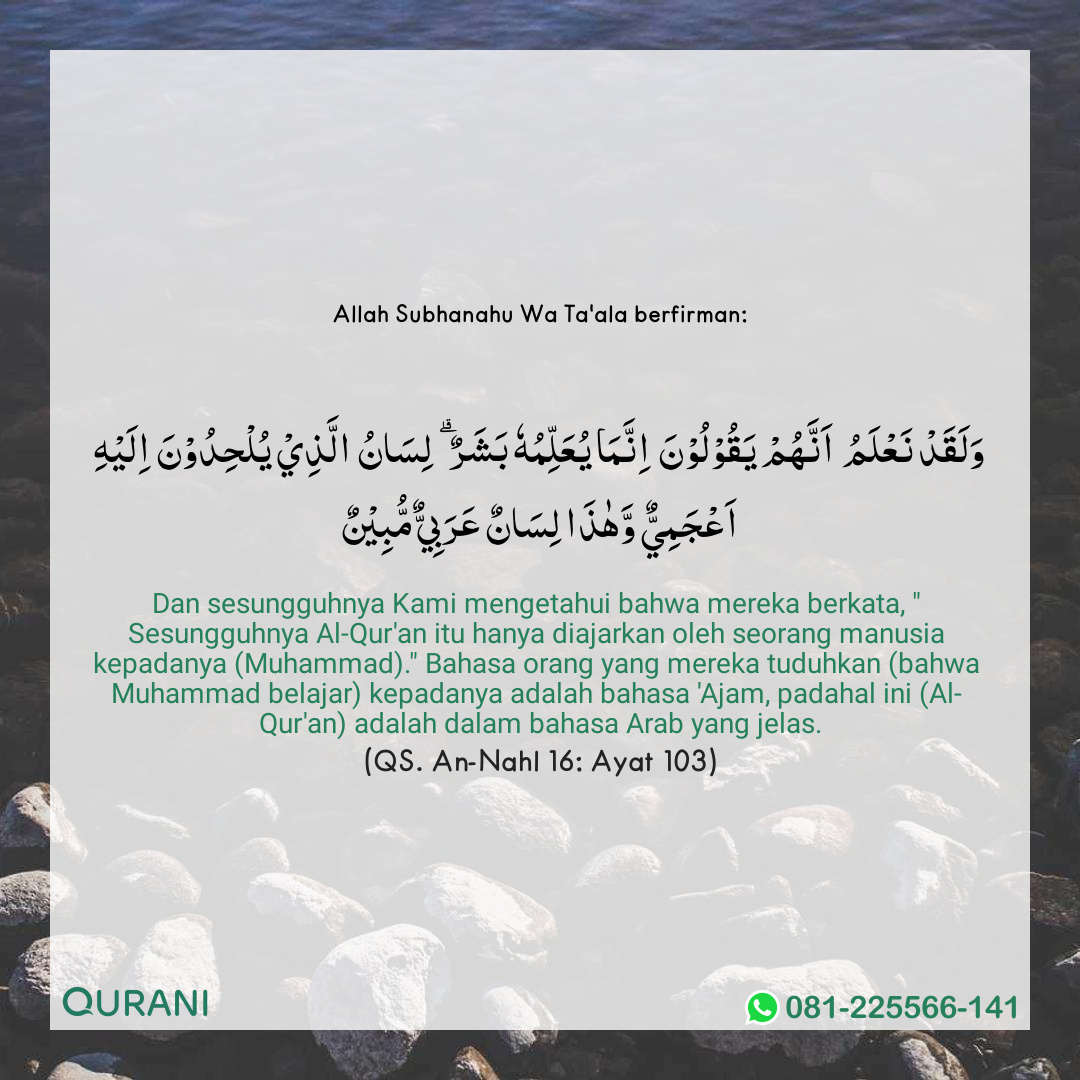 Allah Subhanahu Wa Ta'ala berfirman:
وَلَقَدْ نَعْلَمُ اَنَّهُمْ يَقُوْلُوْنَ اِنَّمَا يُعَلِّمُهٗ بَشَرٌ ۗ لِسَانُ الَّذِيْ يُلْحِدُوْنَ اِلَيْهِ
اَعْجَمِيٌّ وَّهٰذَا لِسَانٌ عَرَبِيٌّ مُّبِيْنٌ
Dan sesungguhnya Kami mengetahui bahwa mereka berkata, "
Sesungguhnya Al-Qur'an itu hanya diajarkan oleh seorang manusia
kepadanya (Muhammad)." Bahasa orang yang mereka tuduhkan (bahwa
Muhammad belajar) kepadanya adalah bahasa 'Ajam, padahal ini (Al-
Qur'an) adalah dalam bahasa Arab yang jelas.
(QS. An-Nahl 16: Ayat 103)
QURANI
081-225566-141